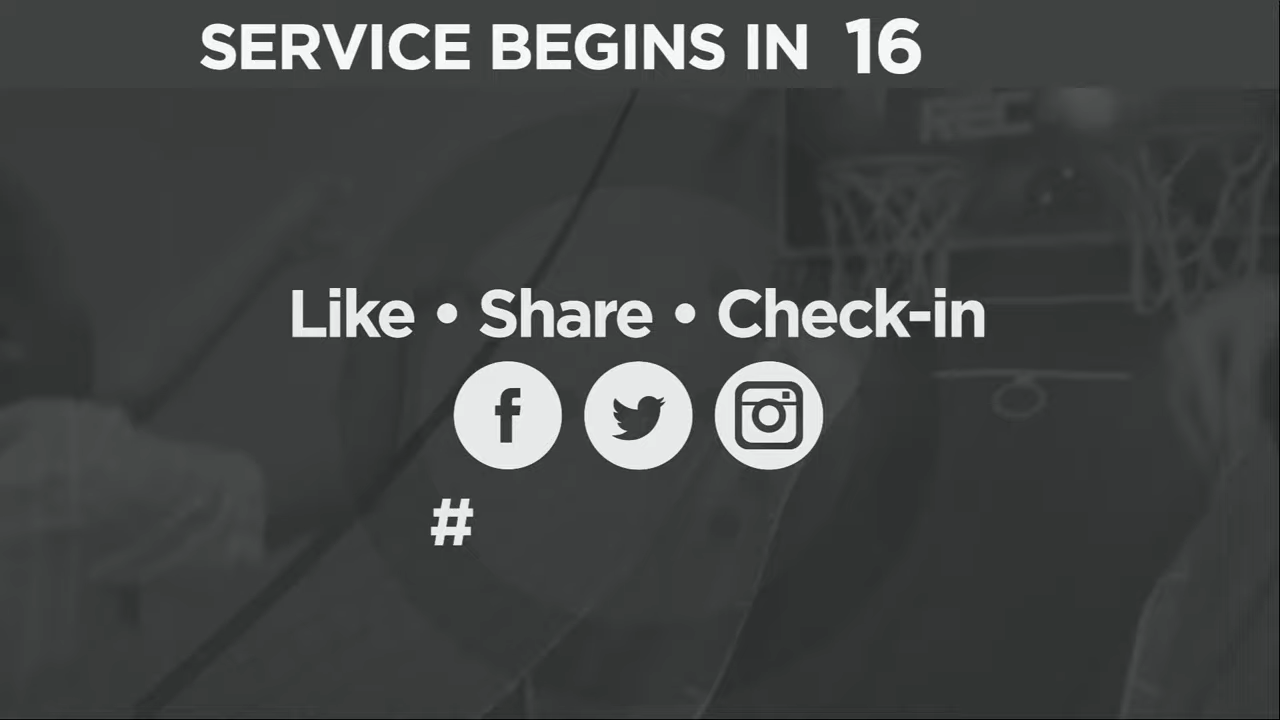 SERVICE BEGINS IN 16
Like • Share • Check-in
#